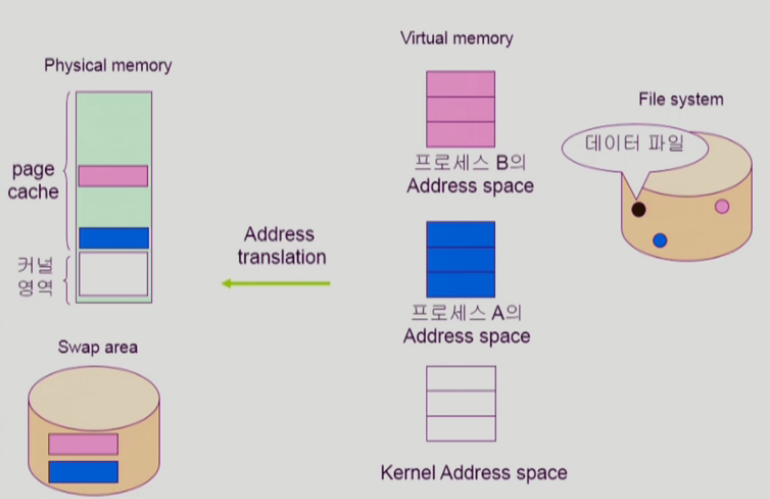 Virtual memory
Physical memory
File system
데이터 파일
page
cache
프로세스 B의
Address space
Address
translation
커널
영역
프로세스 A의
Address space
Swap area
Kernel Address space